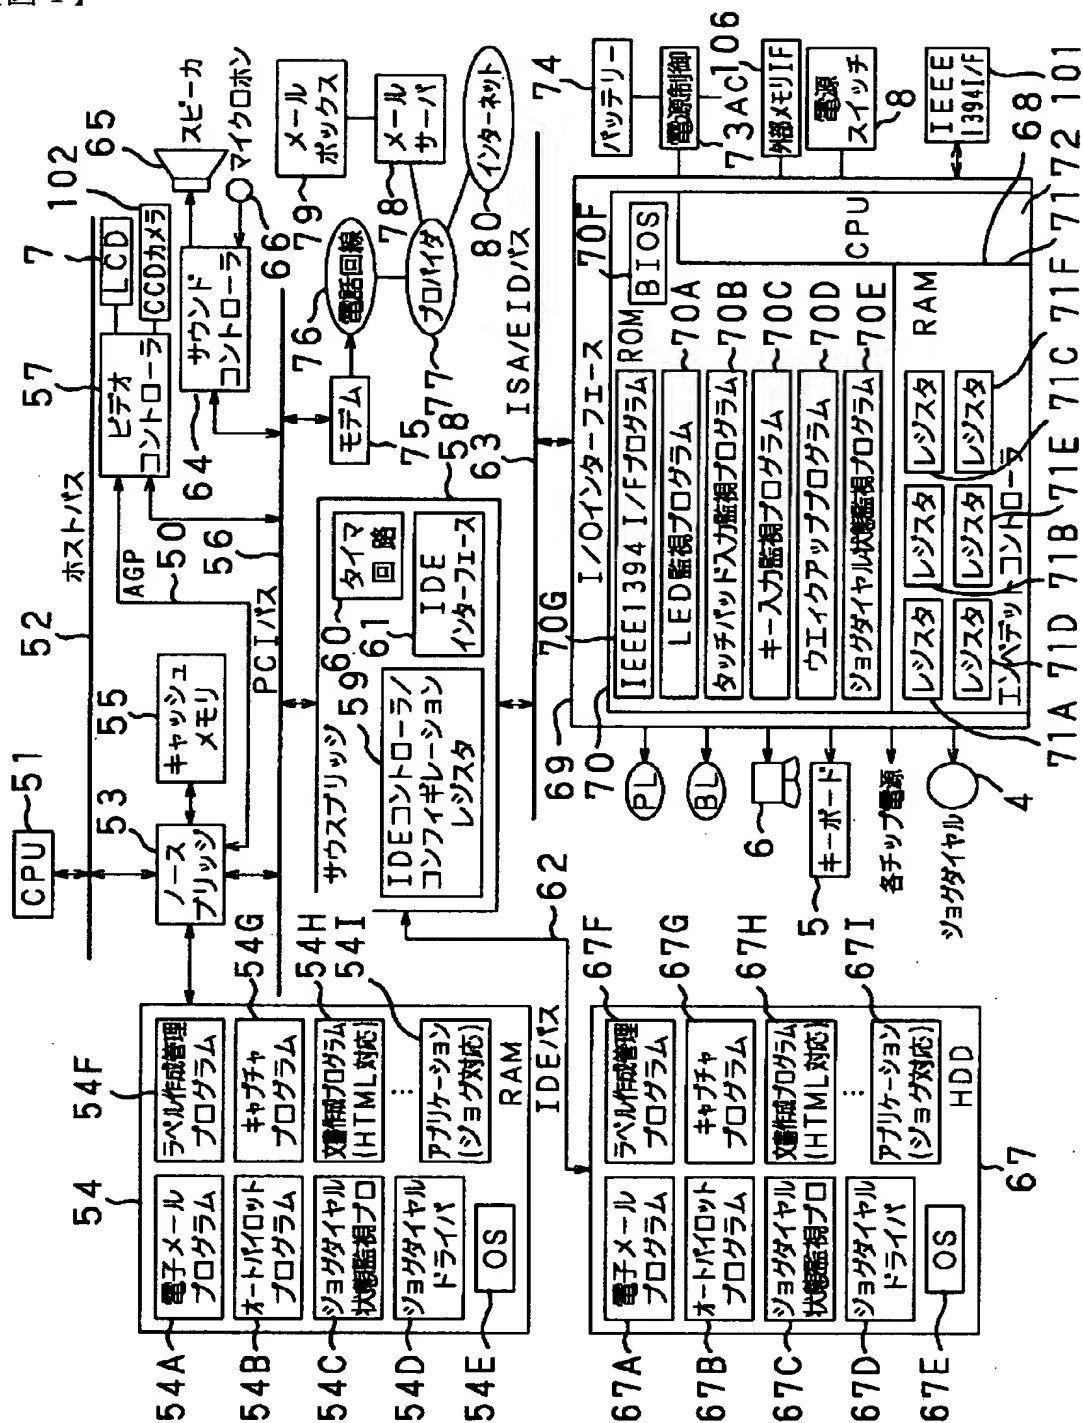 CPU
51
52
ホストバス
53
ノース
ブリッジ
55
キャッシュ
メモリ
AGP
50
57
ビデオ
コントローラ
7
LCD
CCDカメラ
102
65
スピーカ
マイクロホン
66
サウンド
コントローラ
64
PCIバス
56
54
54F
54G
54H
54I
54A
54B
54C
54D
54E
電子メール
プログラム
オートパイロット
プログラム
ジョグダイヤル
状態監視プロ
ジョグダイヤル
ドライバ
OS
ラベル作成管理
プログラム
キャプチャ
プログラム
文書作成プログラム
(HTML対応)
⋮
アプリケーション
(ジョグ対応)
RAM
サウスブリッジ
58
60
タイマ
回路
61
IDE
インターフェース
59
IDEコントローラ/
コンフィギレーション
レジスタ
モデム
75
76
電話回線
77
プロバイダ
78
メール
サーバ
79
メール
ボックス
80
インターネット
63
ISA/EIDバス
IDEバス
62
67
67F
67G
67H
67I
67A
67B
67C
67D
67E
電子メール
プログラム
オートパイロット
プログラム
ジョグダイヤル
状態監視プロ
ジョグダイヤル
ドライバ
OS
ラベル作成管理
プログラム
キャプチャ
プログラム
文書作成プログラム
(HTML対応)
⋮
アプリケーション
(ジョグ対応)
HDD
69
70
70G
I/Oインターフェース
70F
ROM
BIOS
IEEE1394 I/Fプログラム
LED監視プログラム
70A
タッチパッド入力監視プログラム
70B
キー入力監視プログラム
70C
ウエィクアッププログラム
70D
ジョグダイヤル状態監視プログラム
70E
CPU
RAM
レジスタ
レジスタ
レジスタ
レジスタ
レジスタ
レジスタ
エンベデットコントローラ
71A
71D
71B
71E
71C
71F
71
72
68
74
バッテリー
電源制御
73
AC
106
外部メモリIF
電源
スイッチ
8
IEEE
1394I/F
101
PL
BL
6
5
キーボード
各チップ電源
ジョグダイヤル
4